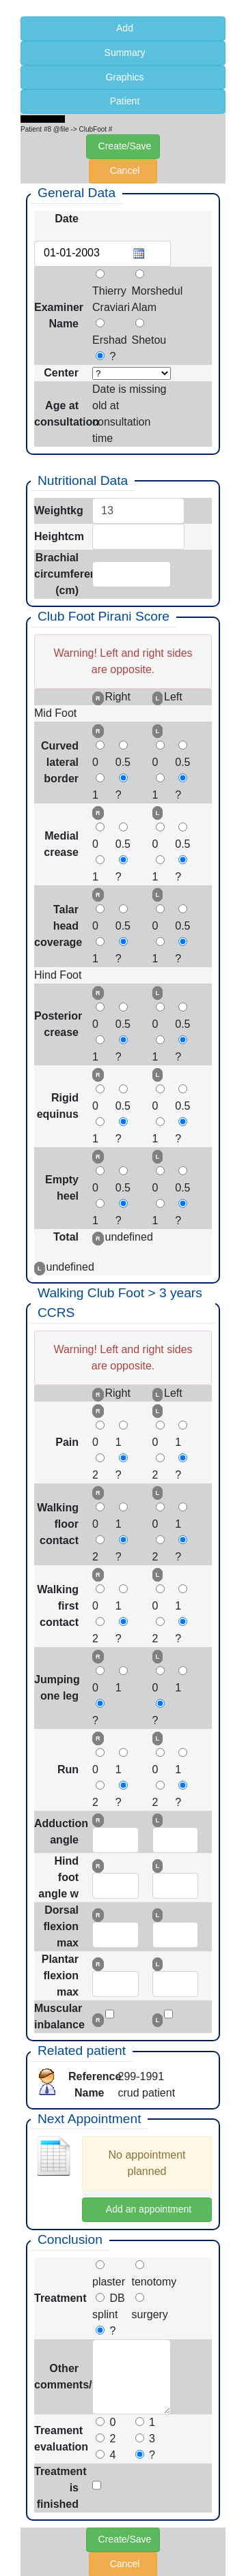 Add
Summary
Graphics
Patient
Patient #8 @file -> ClubFoot #
Create/Save
Cancel
General Data
Date
01-01-2003
Examiner Name
Thierry Craviari
Morshedul Alam
Ershad
Shetou
?
Center
?
Age at consultation
Date is missing
old at
consultation
time
Nutritional Data
Weightkg
13
Heightcm
Brachial
(cm)
Club Foot Pirani Score
Warning! Left and right sides
are opposite.
R Right L Left
Mid Foot
Curved lateral border
R L
0 0.5 0 0.5
1 ? 1 ?
Medial crease
R L
0 0.5 0 0.5
1 ? 1 ?
Talar head coverage
R L
0 0.5 0 0.5
1 ? 1 ?
Hind Foot
Posterior crease
R L
0 0.5 0 0.5
1 ? 1 ?
Rigid equinus
R L
0 0.5 0 0.5
1 ? 1 ?
Empty heel
R L
0 0.5 0 0.5
1 ? 1 ?
Total R undefined
L undefined
Walking Club Foot > 3 years
CCRS
Warning! Left and right sides
are opposite.
R Right L Left
Pain
R L
0 1 0 1
2 ? 2 ?
Walking floor contact
R L
0 1 0 1
2 ? 2 ?
Walking first contact
R L
0 1 0 1
2 ? 2 ?
Jumping one leg
R L
0 1 0 1
? ?
Run
R L
0 1 0 1
2 ? 2 ?
Adduction angle
R L
Hind foot angle w
R L
Dorsal flexion max
R L
Plantar flexion max
R L
Muscular inbalance
R L
Related patient
Reference 299-1991
Name crud patient
Next Appointment
No appointment
planned
Add an appointment
Conclusion
Treatment
plaster tenotomy
DB splint surgery
?
Other comments/
Treament evaluation
0 1
2 3
4 ?
Treatment is finished
Create/Save
Cancel